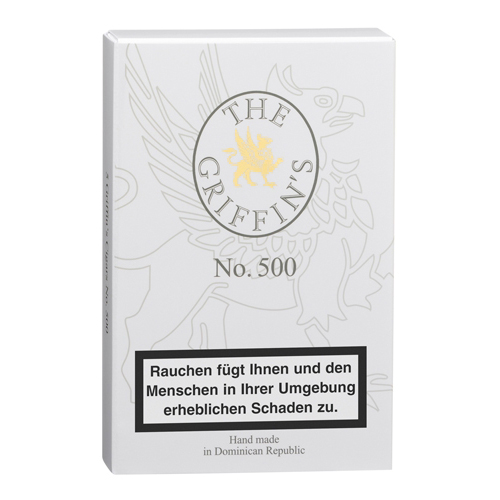 THE
GRIFFIN'S
No. 500
Rauchen fügt Ihnen und den
Menschen in Ihrer Umgebung
erheblichen Schaden zu.
Hand made
in Dominican Republic